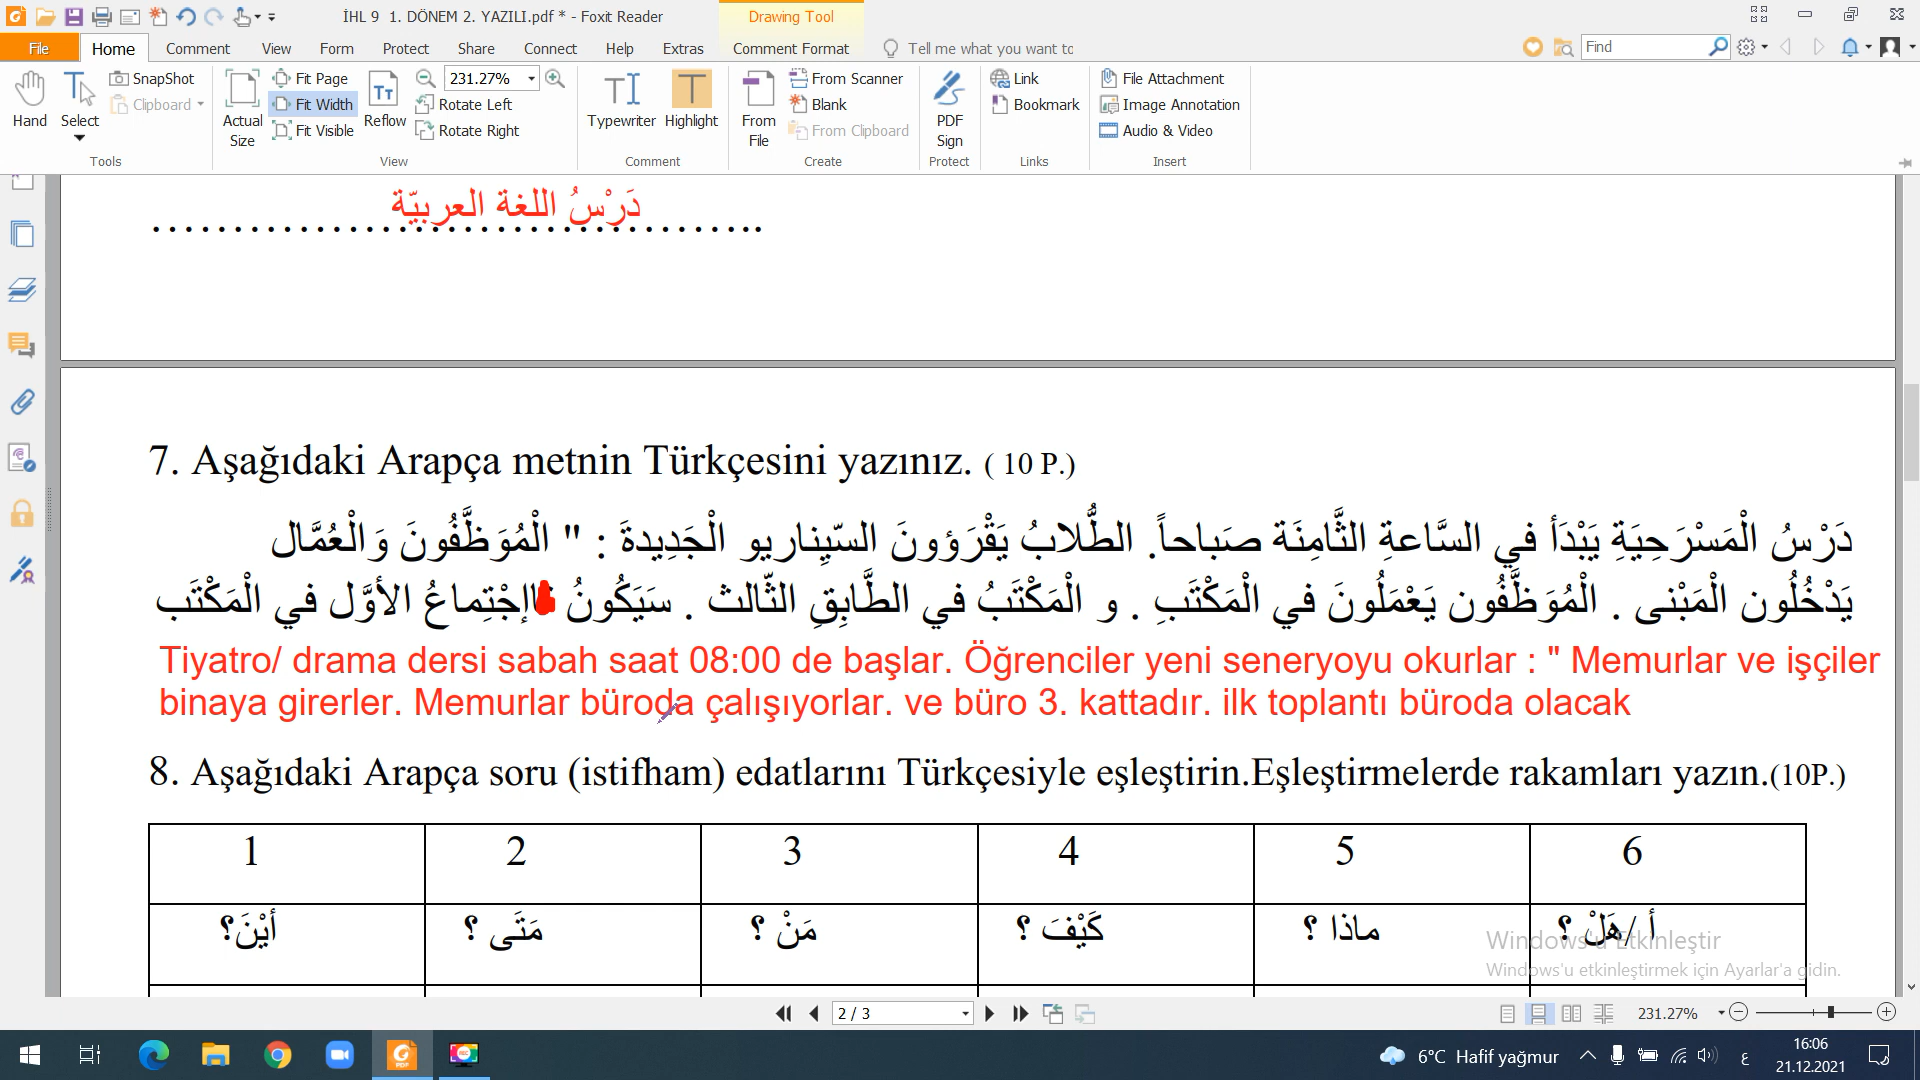 İHL 9 1. DÖNEM 2. YAZILI.pdf * - Foxit Reader
Drawing Tool
File Home Comment View Form Protect Share Connect Help Extras Comment Format Tell me what you want to Find
Hand
Select
SnapShot
Clipboard
Tools
Actual Size
Fit Page
Fit Width
Fit Visible
Reflow
231.27%
Rotate Left
Rotate Right
View
Typewriter
Highlight
Comment
From File
From Scanner
Blank
From Clipboard
Create
PDF Sign
Protect
Link
Bookmark
Links
File Attachment
Image Annotation
Audio & Video
Insert
دَرْسُ اللغة العربيّة
7. Aşağıdaki Arapça metnin Türkçesini yazınız. ( 10 P.)
دَرْسُ الْمَسْرَحِيَةِ يَبْدَأ في السَّاعةِ الثَّامِنَة صَباحاً. الطُّلابُ يَقْرَؤونَ السّيِناريو الْجَدِيدةَ : " الْمُوَظَّفُونَ وَالْعُمَّال
يَدْخُلُون الْمَبْنى . الْمُوَظَّفُون يَعْمَلُونَ في الْمَكْتَبِ . و الْمَكْتَبُ في الطَّابِقِ الثّالث . سَيَكُونُ اإجْتِماعُ الأوَّل في الْمَكْتَب
Tiyatro/ drama dersi sabah saat 08:00 de başlar. Öğrenciler yeni seneryoyu okurlar : " Memurlar ve işçiler
binaya girerler. Memurlar büroda çalışıyorlar. ve büro 3. kattadır. ilk toplantı büroda olacak
8. Aşağıdaki Arapça soru (istifham) edatlarını Türkçesiyle eşleştirin.Eşleştirmelerde rakamları yazın.(10P.)
1 2 3 4 5 6
أَيْنَ؟
مَتَى ؟
مَنْ ؟
كَيْفَ ؟
ماذا ؟
أ /هَلْ ؟
Windows'u Etkinleştir
Windows'u etkinleştirmek için Ayarlar'a gidin.
2 / 3
231.27%
6°C Hafif yağmur
ع
16:06
21.12.2021